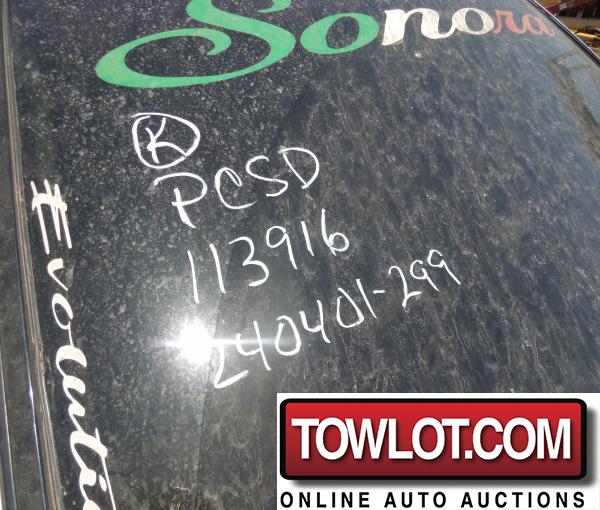 Sonora
K
PCSD
113916
240401-299
TOWLOT.COM
ONLINE AUTO AUCTIONS